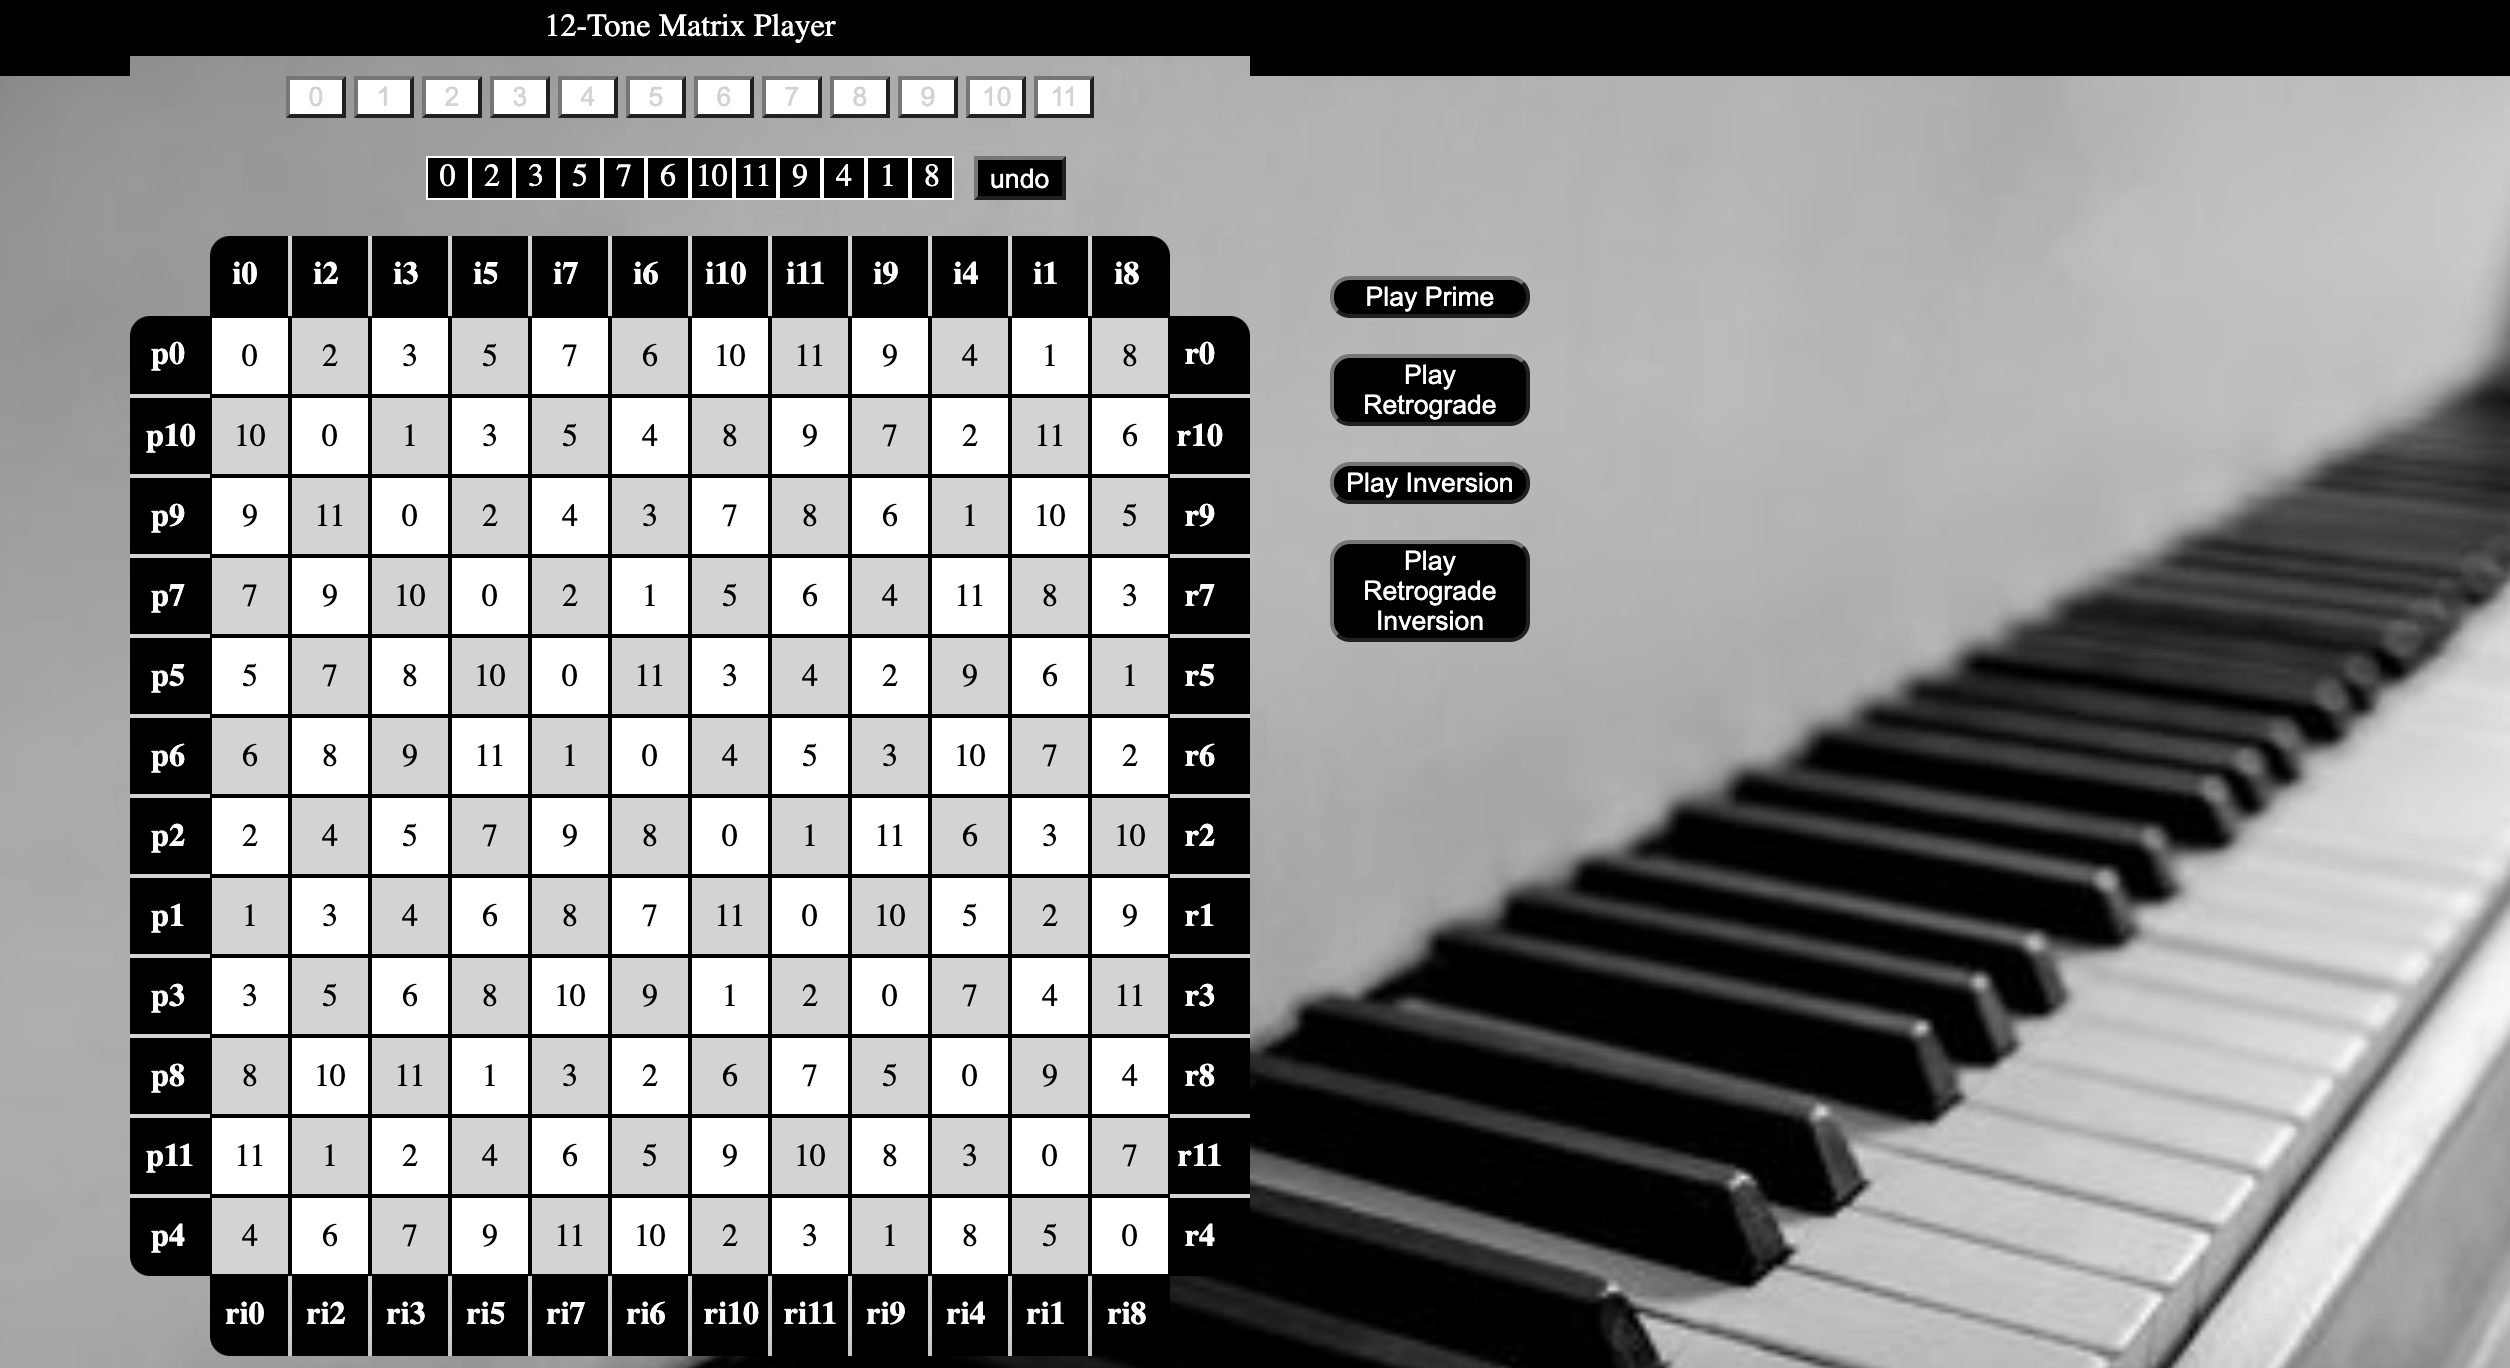 12-Tone Matrix Player
0 1 2 3 4 5 6 7 8 9 10 11
0 2 3 5 7 6 10 11 9 4 1 8 undo
i0 i2 i3 i5 i7 i6 i10 i11 i9 i4 i1 i8
p0 0 2 3 5 7 6 10 11 9 4 1 8 r0
p10 10 0 1 3 5 4 8 9 7 2 11 6 r10
p9 9 11 0 2 4 3 7 8 6 1 10 5 r9
p7 7 9 10 0 2 1 5 6 4 11 8 3 r7
p5 5 7 8 10 0 11 3 4 2 9 6 1 r5
p6 6 8 9 11 1 0 4 5 3 10 7 2 r6
p2 2 4 5 7 9 8 0 1 11 6 3 10 r2
p1 1 3 4 6 8 7 11 0 10 5 2 9 r1
p3 3 5 6 8 10 9 1 2 0 7 4 11 r3
p8 8 10 11 1 3 2 6 7 5 0 9 4 r8
p11 11 1 2 4 6 5 9 10 8 3 0 7 r11
p4 4 6 7 9 11 10 2 3 1 8 5 0 r4
ri0 ri2 ri3 ri5 ri7 ri6 ri10 ri11 ri9 ri4 ri1 ri8
Play Prime
Play
Retrograde
Play Inversion
Play
Retrograde
Inversion